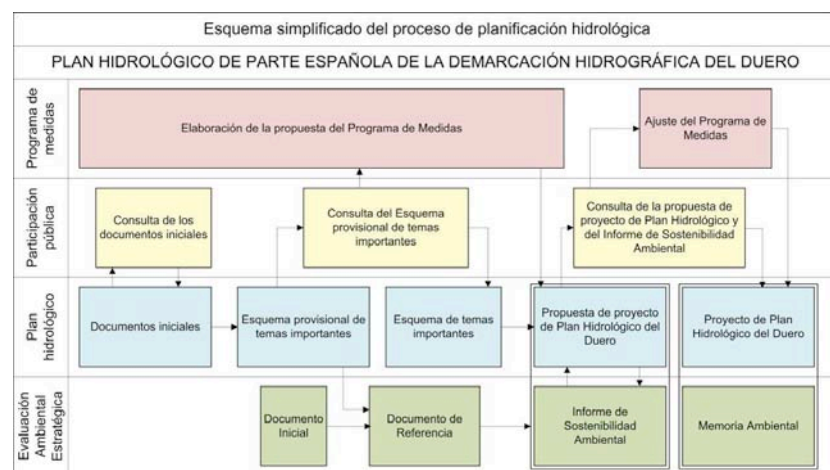 Esquema simplificado del proceso de planificación hidrológica
PLAN HIDROLÓGICO DE PARTE ESPAÑOLA DE LA DEMARCACIÓN HIDROGRÁFICA DEL DUERO
Programa de
medidas
Elaboración de la propuesta del Programa de Medidas
Ajuste del Programa de
Medidas
Participación
pública
Consulta de los
documentos iniciales
Consulta del Esquema
provisional de temas
importantes
Consulta de la propuesta de
proyecto de Plan Hidrológico y
del Informe de Sostenibilidad
Ambiental
Plan
hidrológico
Documentos iniciales
Esquema provisional de
temas importantes
Esquema de temas
importantes
Propuesta de proyecto
de Plan Hidrológico del
Duero
Proyecto de Plan
Hidrológico del Duero
Evaluación
Ambiental
Estratégica
Documento
Inicial
Documento de
Referencia
Informe de
Sostenibilidad
Ambiental
Memoria Ambiental